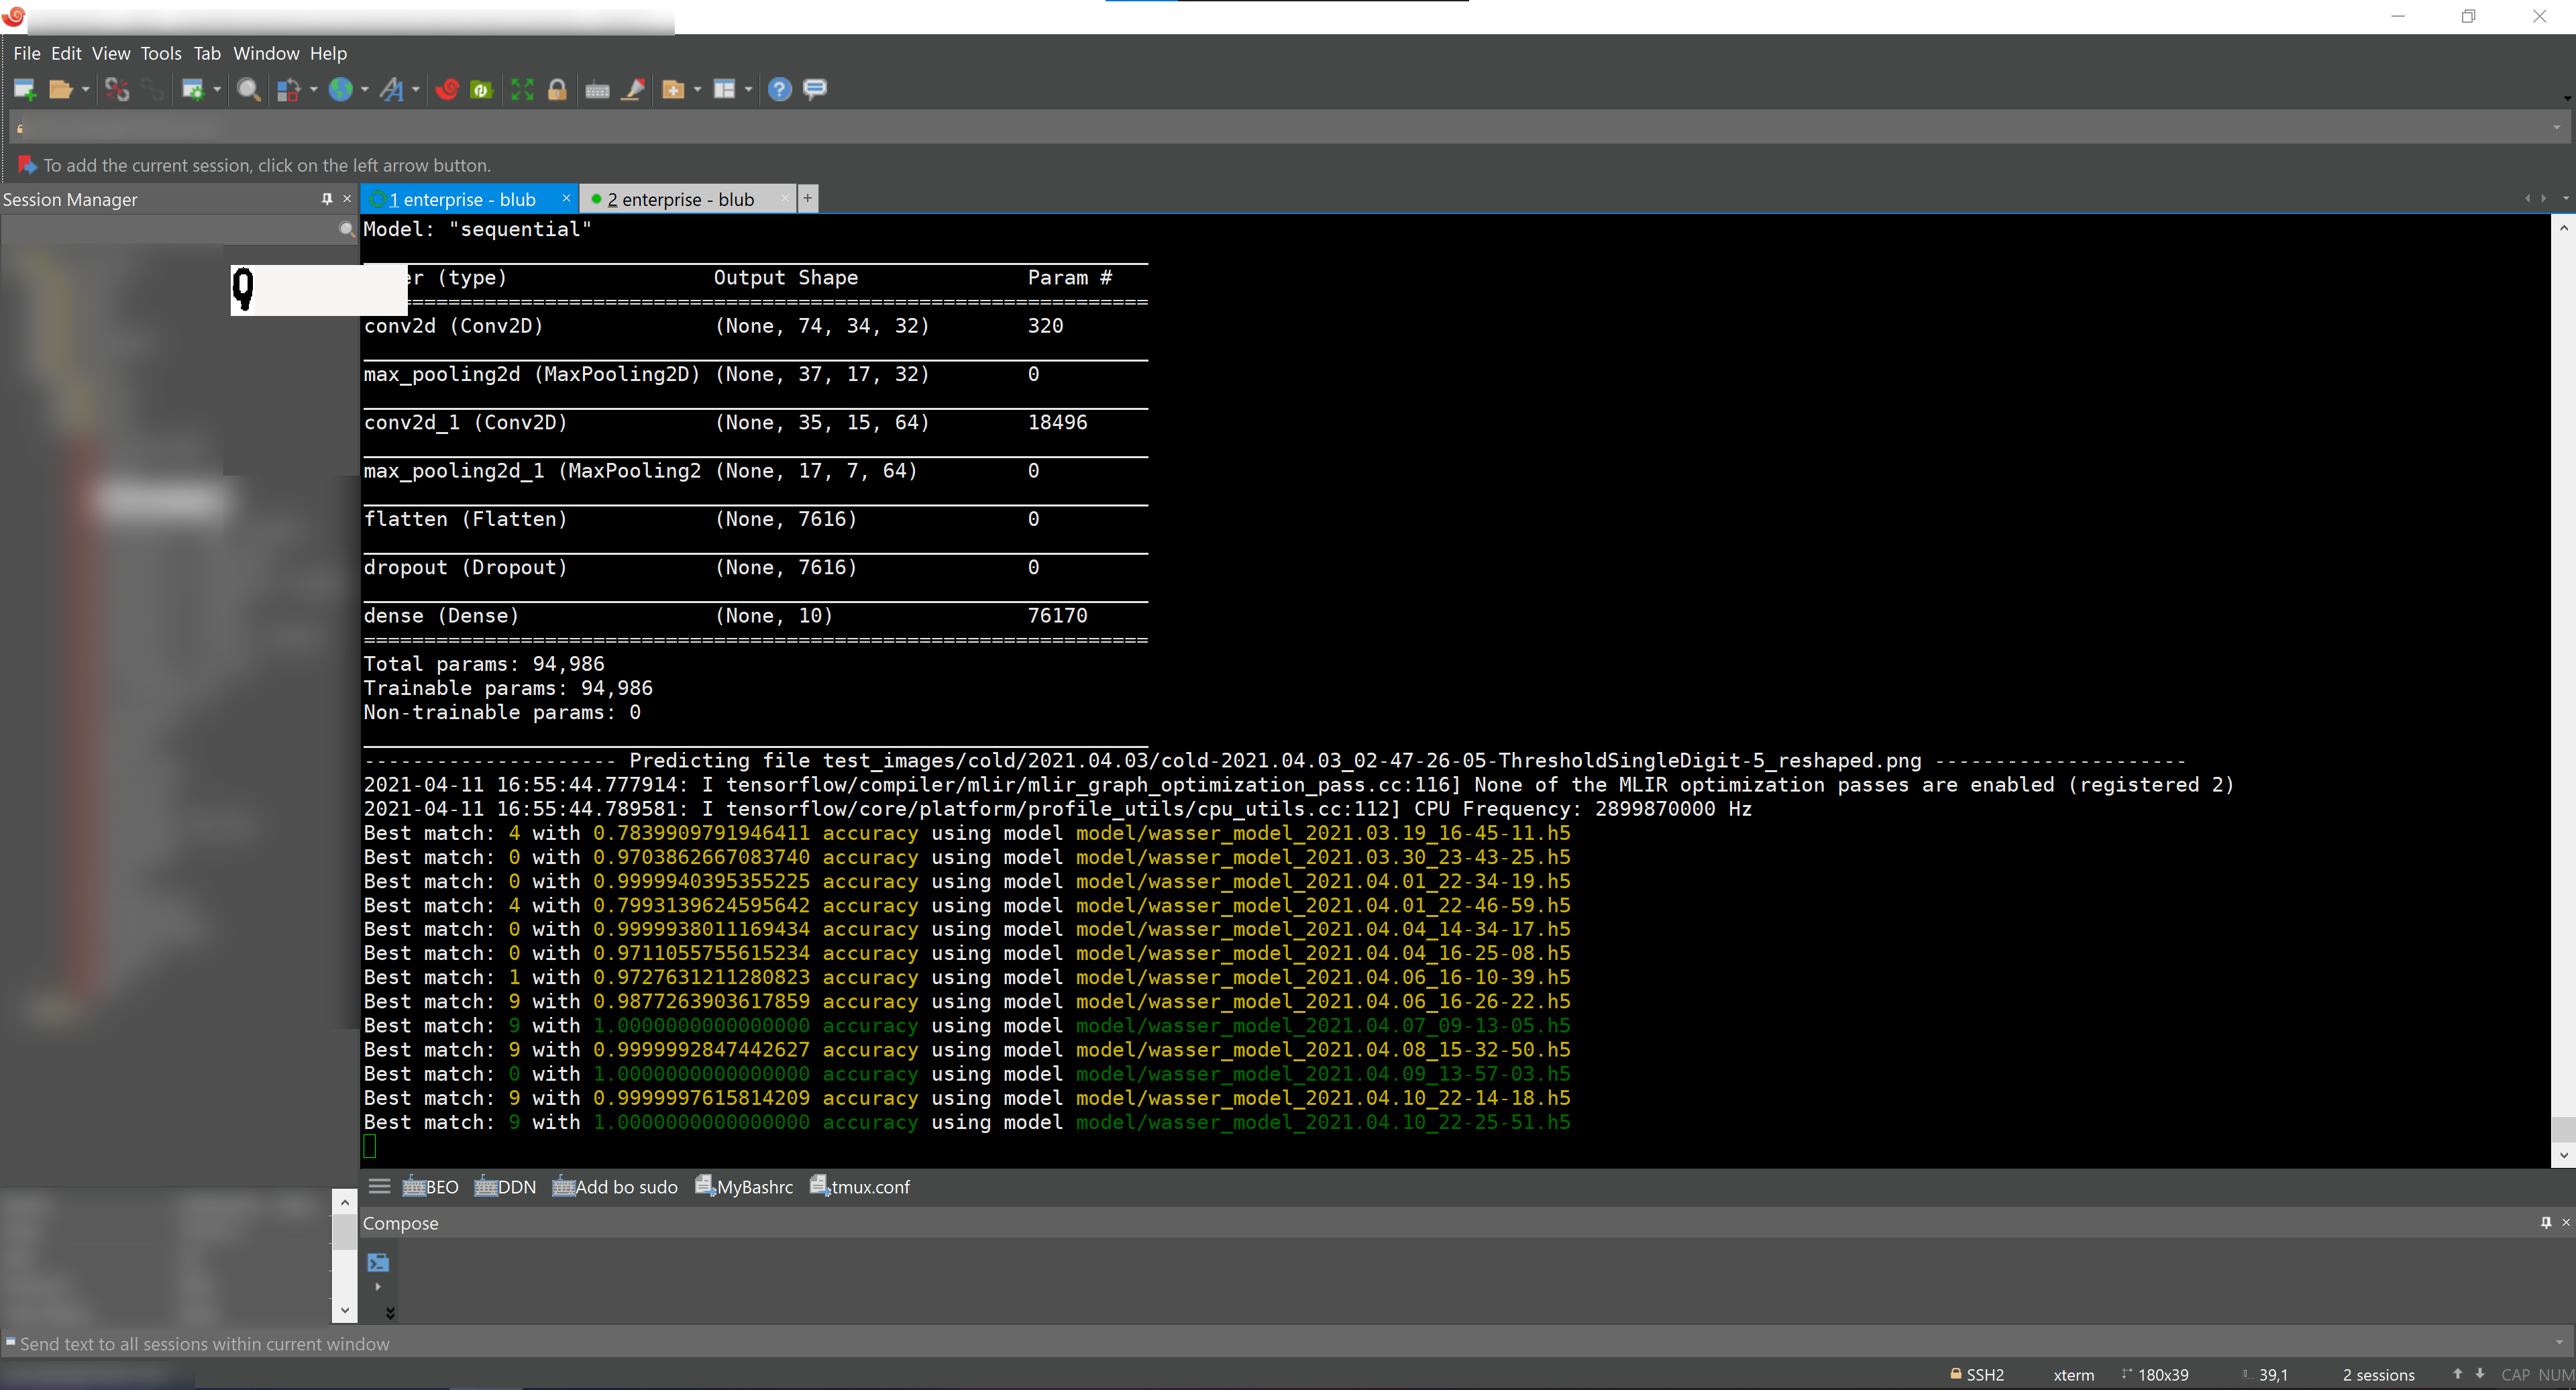 File Edit View Tools Tab Window Help
To add the current session, click on the left arrow button.
Session Manager
1 enterprise - blub
2 enterprise - blub
Model: "sequential"
er (type) Output Shape Param #
=================================================================
conv2d (Conv2D) (None, 74, 34, 32) 320
max_pooling2d (MaxPooling2D) (None, 37, 17, 32) 0
conv2d_1 (Conv2D) (None, 35, 15, 64) 18496
max_pooling2d_1 (MaxPooling2 (None, 17, 7, 64) 0
flatten (Flatten) (None, 7616) 0
dropout (Dropout) (None, 7616) 0
dense (Dense) (None, 10) 76170
=================================================================
Total params: 94,986
Trainable params: 94,986
Non-trainable params: 0
--------------------- Predicting file test_images/cold/2021.04.03/cold-2021.04.03_02-47-26-05-ThresholdSingleDigit-5_reshaped.png ---------------------
2021-04-11 16:55:44.777914: I tensorflow/compiler/mlir/mlir_graph_optimization_pass.cc:116] None of the MLIR optimization passes are enabled (registered 2)
2021-04-11 16:55:44.789581: I tensorflow/core/platform/profile_utils/cpu_utils.cc:112] CPU Frequency: 2899870000 Hz
Best match: 4 with 0.7839909791946411 accuracy using model model/wasser_model_2021.03.19_16-45-11.h5
Best match: 0 with 0.9703862667083740 accuracy using model model/wasser_model_2021.03.30_23-43-25.h5
Best match: 0 with 0.9999940395355225 accuracy using model model/wasser_model_2021.04.01_22-34-19.h5
Best match: 4 with 0.7993139624595642 accuracy using model model/wasser_model_2021.04.01_22-46-59.h5
Best match: 0 with 0.9999938011169434 accuracy using model model/wasser_model_2021.04.04_14-34-17.h5
Best match: 0 with 0.9711055755615234 accuracy using model model/wasser_model_2021.04.04_16-25-08.h5
Best match: 1 with 0.9727631211280823 accuracy using model model/wasser_model_2021.04.06_16-10-39.h5
Best match: 9 with 0.9877263903617859 accuracy using model model/wasser_model_2021.04.06_16-26-22.h5
Best match: 9 with 1.0000000000000000 accuracy using model model/wasser_model_2021.04.07_09-13-05.h5
Best match: 9 with 0.9999992847442627 accuracy using model model/wasser_model_2021.04.08_15-32-50.h5
Best match: 0 with 1.0000000000000000 accuracy using model model/wasser_model_2021.04.09_13-57-03.h5
Best match: 9 with 0.9999997615814209 accuracy using model model/wasser_model_2021.04.10_22-14-18.h5
Best match: 9 with 1.0000000000000000 accuracy using model model/wasser_model_2021.04.10_22-25-51.h5
BEO DDN Add bo sudo MyBashrc tmux.conf
Compose
Send text to all sessions within current window
SSH2 xterm 180x39 39,1 2 sessions CAP NUM